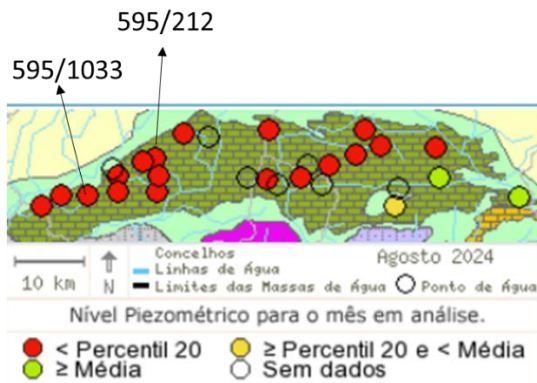 595/212
595/1033
Concelhos
Linhas de Água
Limites das Massas de Água
Agosto 2024
Ponto de Água
10 km
N
Nível Piezométrico para o mês em análise.
< Percentil 20
≥ Percentil 20 e < Média
≥ Média
Sem dados